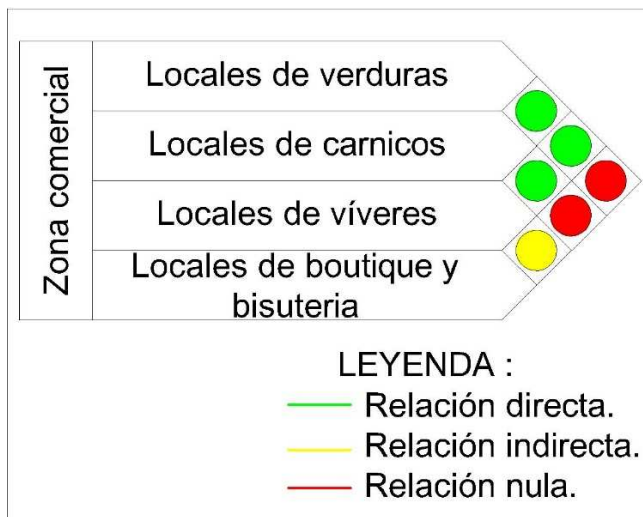 Zona comercial
Locales de verduras
Locales de carnicos
Locales de víveres
Locales de boutique y
bisuteria
LEYENDA :
Relación directa.
Relación indirecta.
Relación nula.